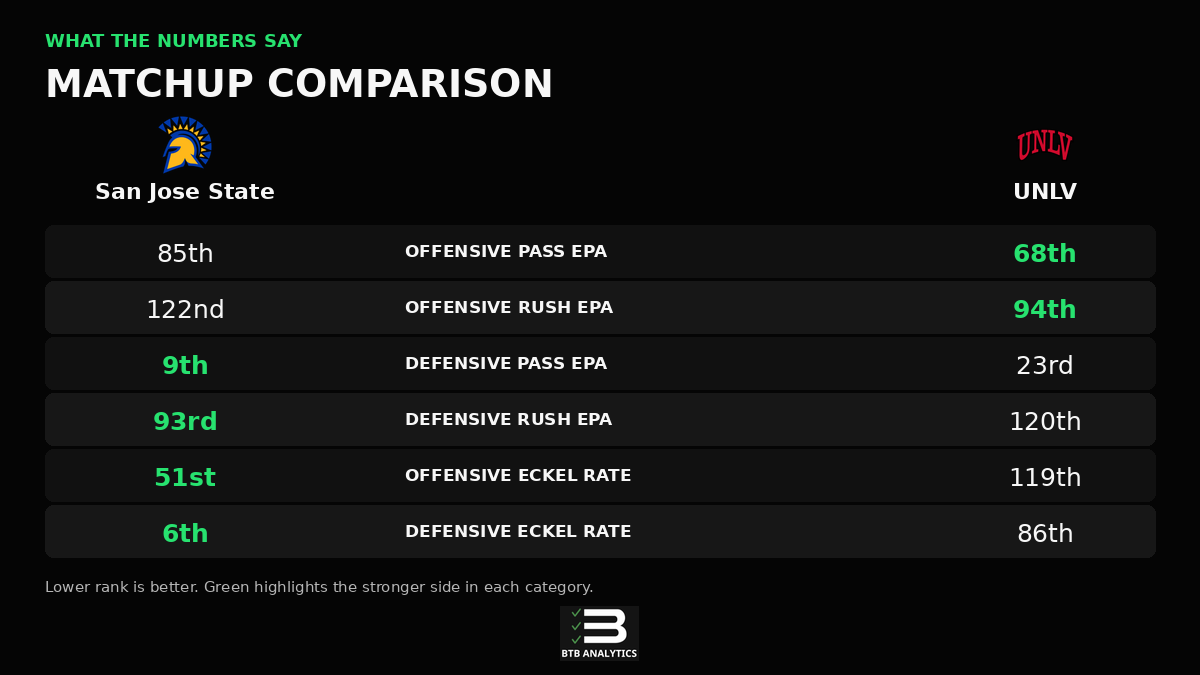 WHAT THE NUMBERS SAY
MATCHUP COMPARISON
UNLV
San Jose State UNLV
85th OFFENSIVE PASS EPA 68th
122nd OFFENSIVE RUSH EPA 94th
9th DEFENSIVE PASS EPA 23rd
93rd DEFENSIVE RUSH EPA 120th
51st OFFENSIVE ECKEL RATE 119th
6th DEFENSIVE ECKEL RATE 86th
Lower rank is better. Green highlights the stronger side in each category.
B
BTB ANALYTICS